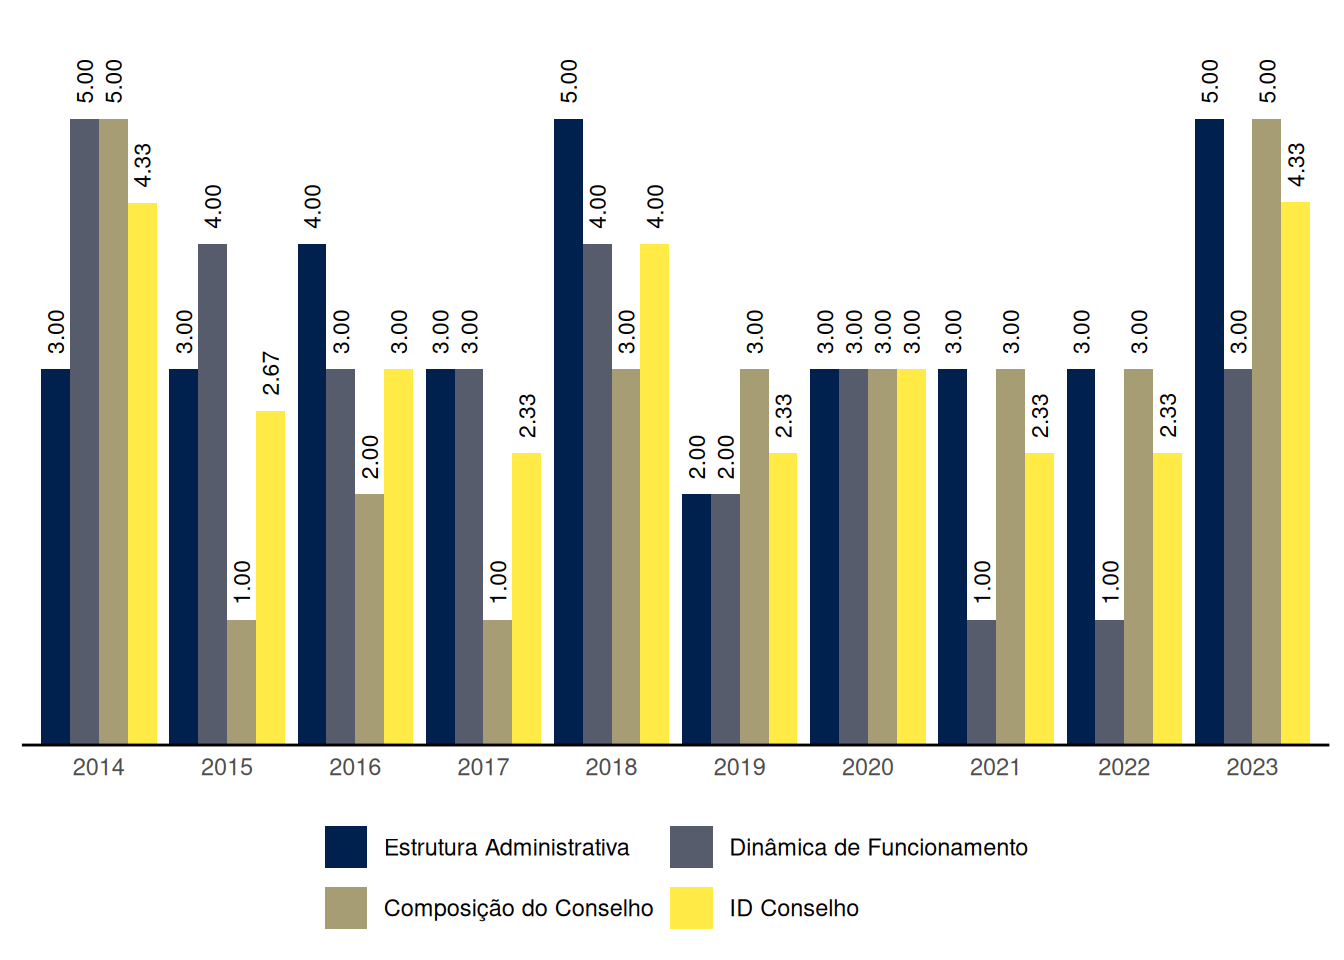 3.00 5.00 5.00 4.33
3.00 4.00 1.00 2.67
4.00 3.00 2.00 3.00
3.00 3.00 1.00 2.33
5.00 4.00 3.00 4.00
2.00 2.00 3.00 2.33
3.00 3.00 3.00 3.00
3.00 1.00 3.00 2.33
3.00 1.00 3.00 2.33
5.00 3.00 5.00 4.33
2014 2015 2016 2017 2018 2019 2020 2021 2022 2023
Estrutura Administrativa Dinâmica de Funcionamento
Composição do Conselho ID Conselho